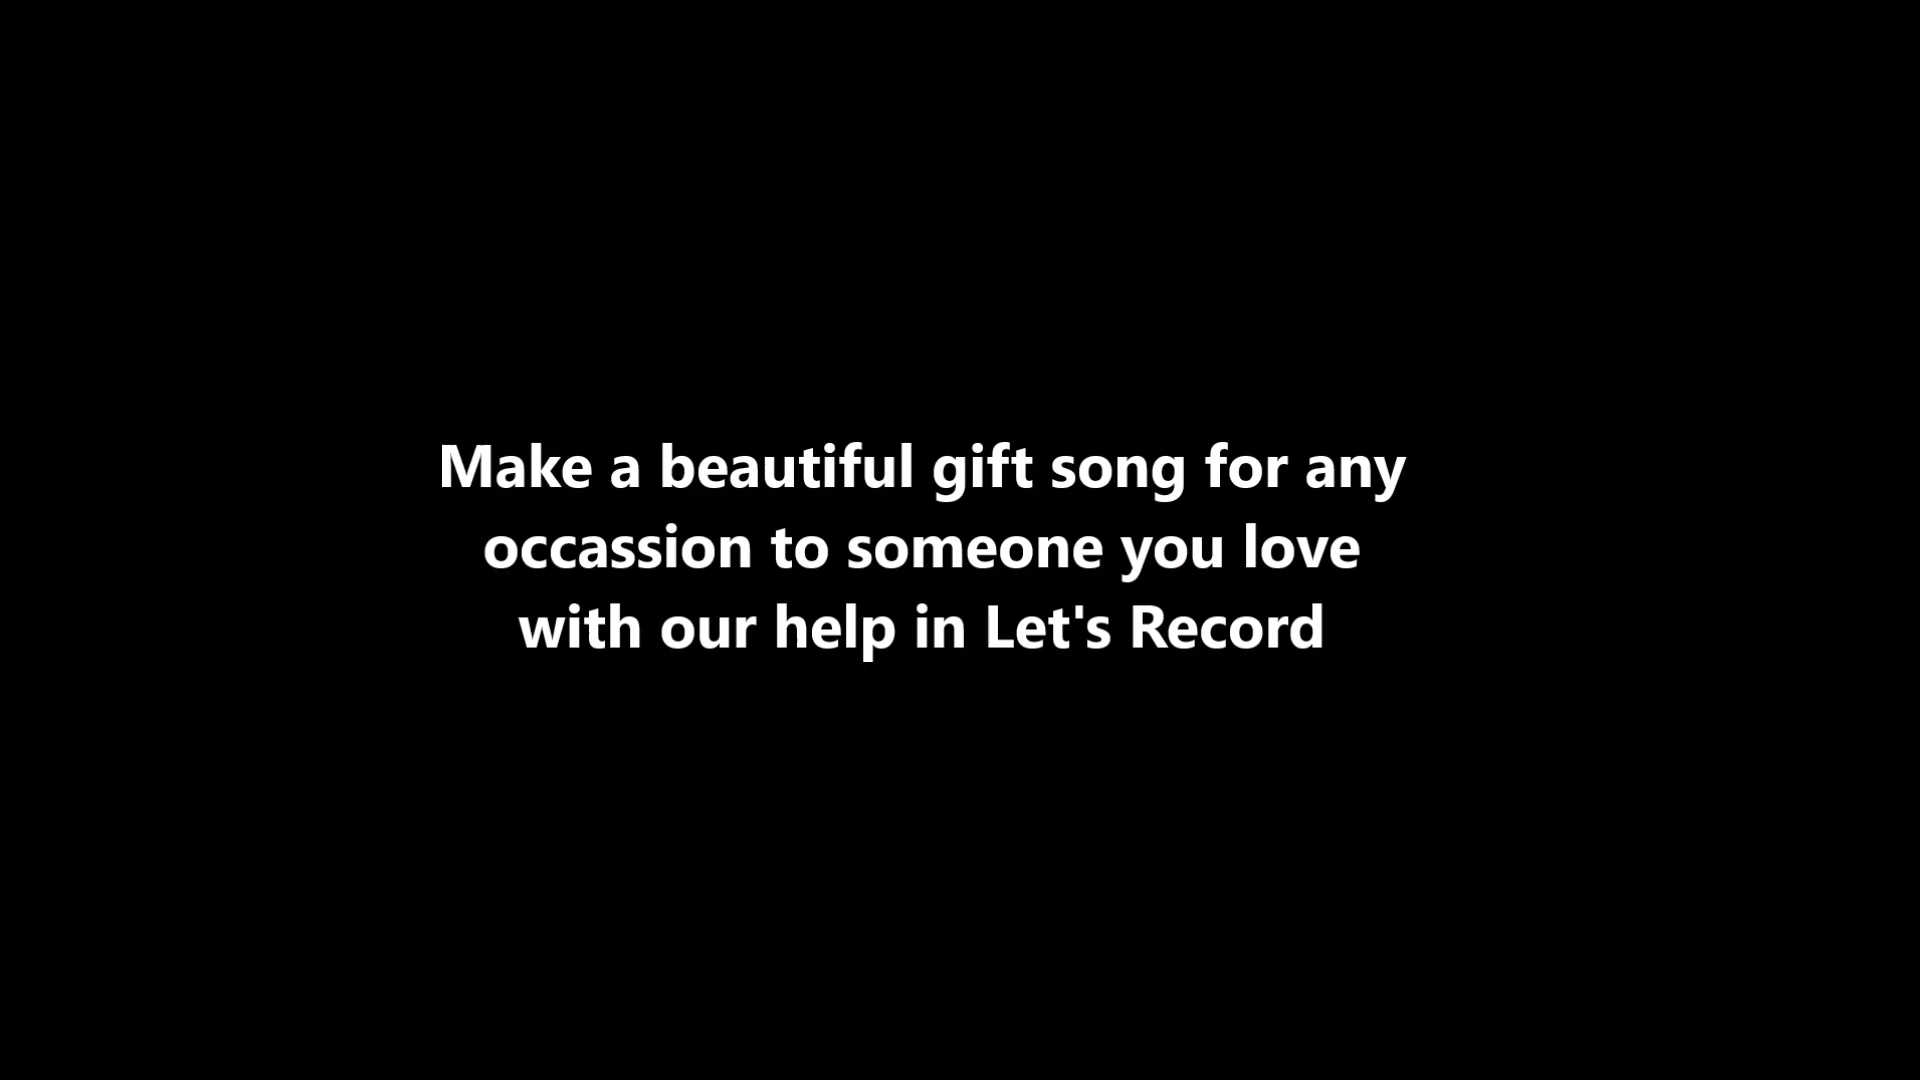 Make a beautiful gift song for any
occassion to someone you love
with our help in Let's Record